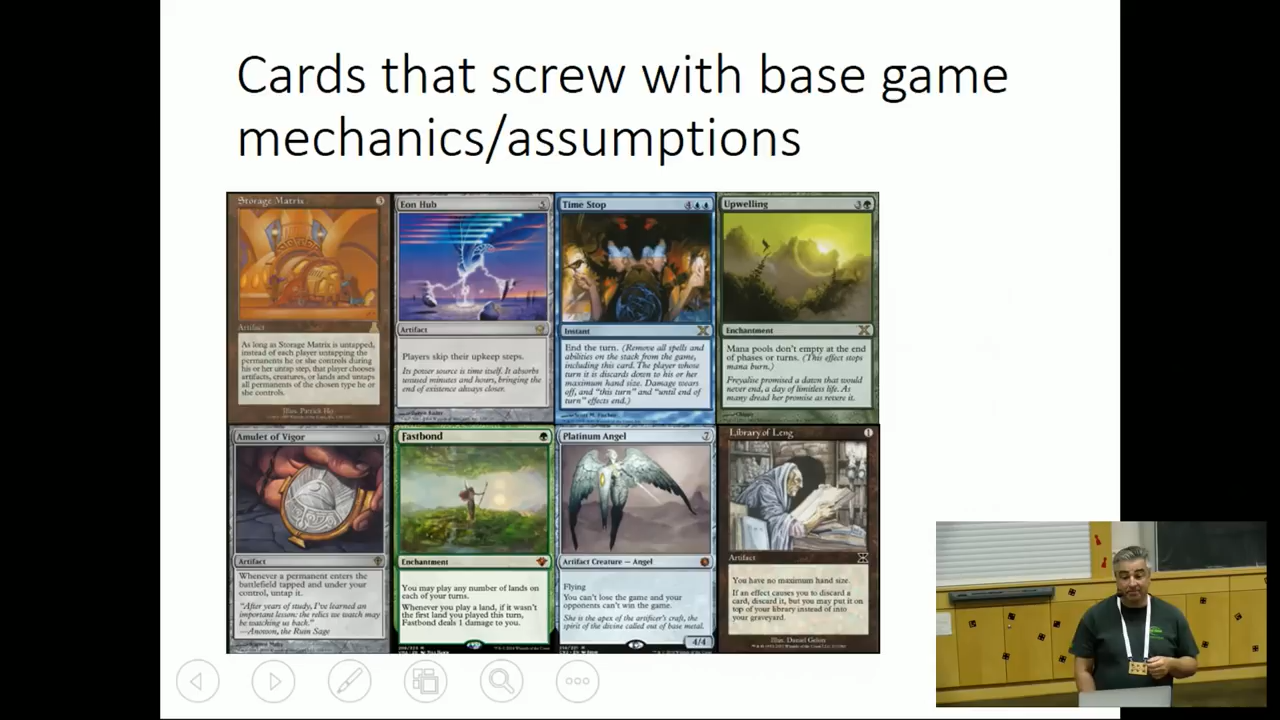 Cards that screw with base game
mechanics/assumptions
Storage Matrix 3
Artifact
As long as Storage Matrix is untapped,
instead of each player untapping the
permanents he or she controls during
his or her untap step, that player chooses
artifacts, creatures, or lands and untaps
all permanents of the chosen type he or
she controls.
Illus. Patrick Ho
Eon Hub 5
Artifact
Players skip their upkeep steps.
Its power source is time itself. It absorbs
unused minutes and hours, bringing the
end of existence always closer.
Time Stop 4
Instant
End the turn. (Remove all spells and
abilities on the stack from the game,
including this card. The player whose
turn it is discards down to his or her
maximum hand size. Damage wears
off, and "this turn" and "until end of
turn" effects end.)
Upwelling 3
Enchantment
Mana pools don't empty at the end
of phases or turns. (This effect stops
mana burn.)
Freyalise promised a dawn that would
never end, a day of limitless life. As
many dread her promise as revere it.
Amulet of Vigor 1
Artifact
Whenever a permanent enters the
battlefield tapped and under your
control, untap it.
"After years of study, I've learned an
important lesson: the relics we watch may
be watching us back."
—Anowon, the Ruin Sage
Fastbond
Enchantment
You may play any number of lands on
each of your turns.
Whenever you play a land, if it wasn't
the first land you played this turn,
Fastbond deals 1 damage to you.
Platinum Angel 7
Artifact Creature — Angel
Flying
You can't lose the game and your
opponents can't win the game.
She is the apex of the artificer's craft, the
spirit of the divine called out of base metal.
4/4
Library of Leng 1
Artifact
You have no maximum hand size.
If an effect causes you to discard a
card, discard it, but you may put it on
top of your library instead of into
your graveyard.
Illus. Daniel Gelon